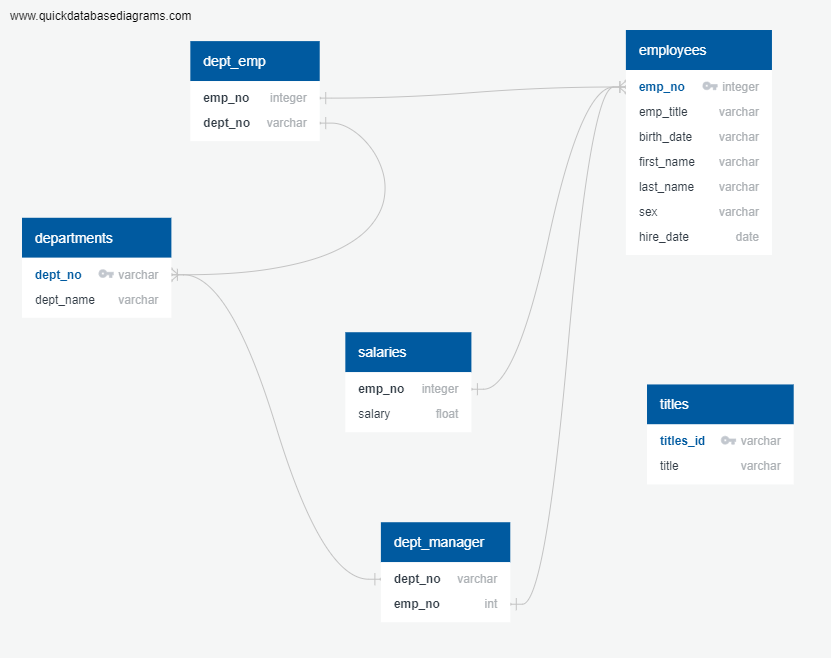 www.quickdatabasediagrams.com
dept_emp
emp_no integer
dept_no varchar
employees
emp_no integer
emp_title varchar
birth_date varchar
first_name varchar
last_name varchar
sex varchar
hire_date date
departments
dept_no varchar
dept_name varchar
salaries
emp_no integer
salary float
titles
titles_id varchar
title varchar
dept_manager
dept_no varchar
emp_no int